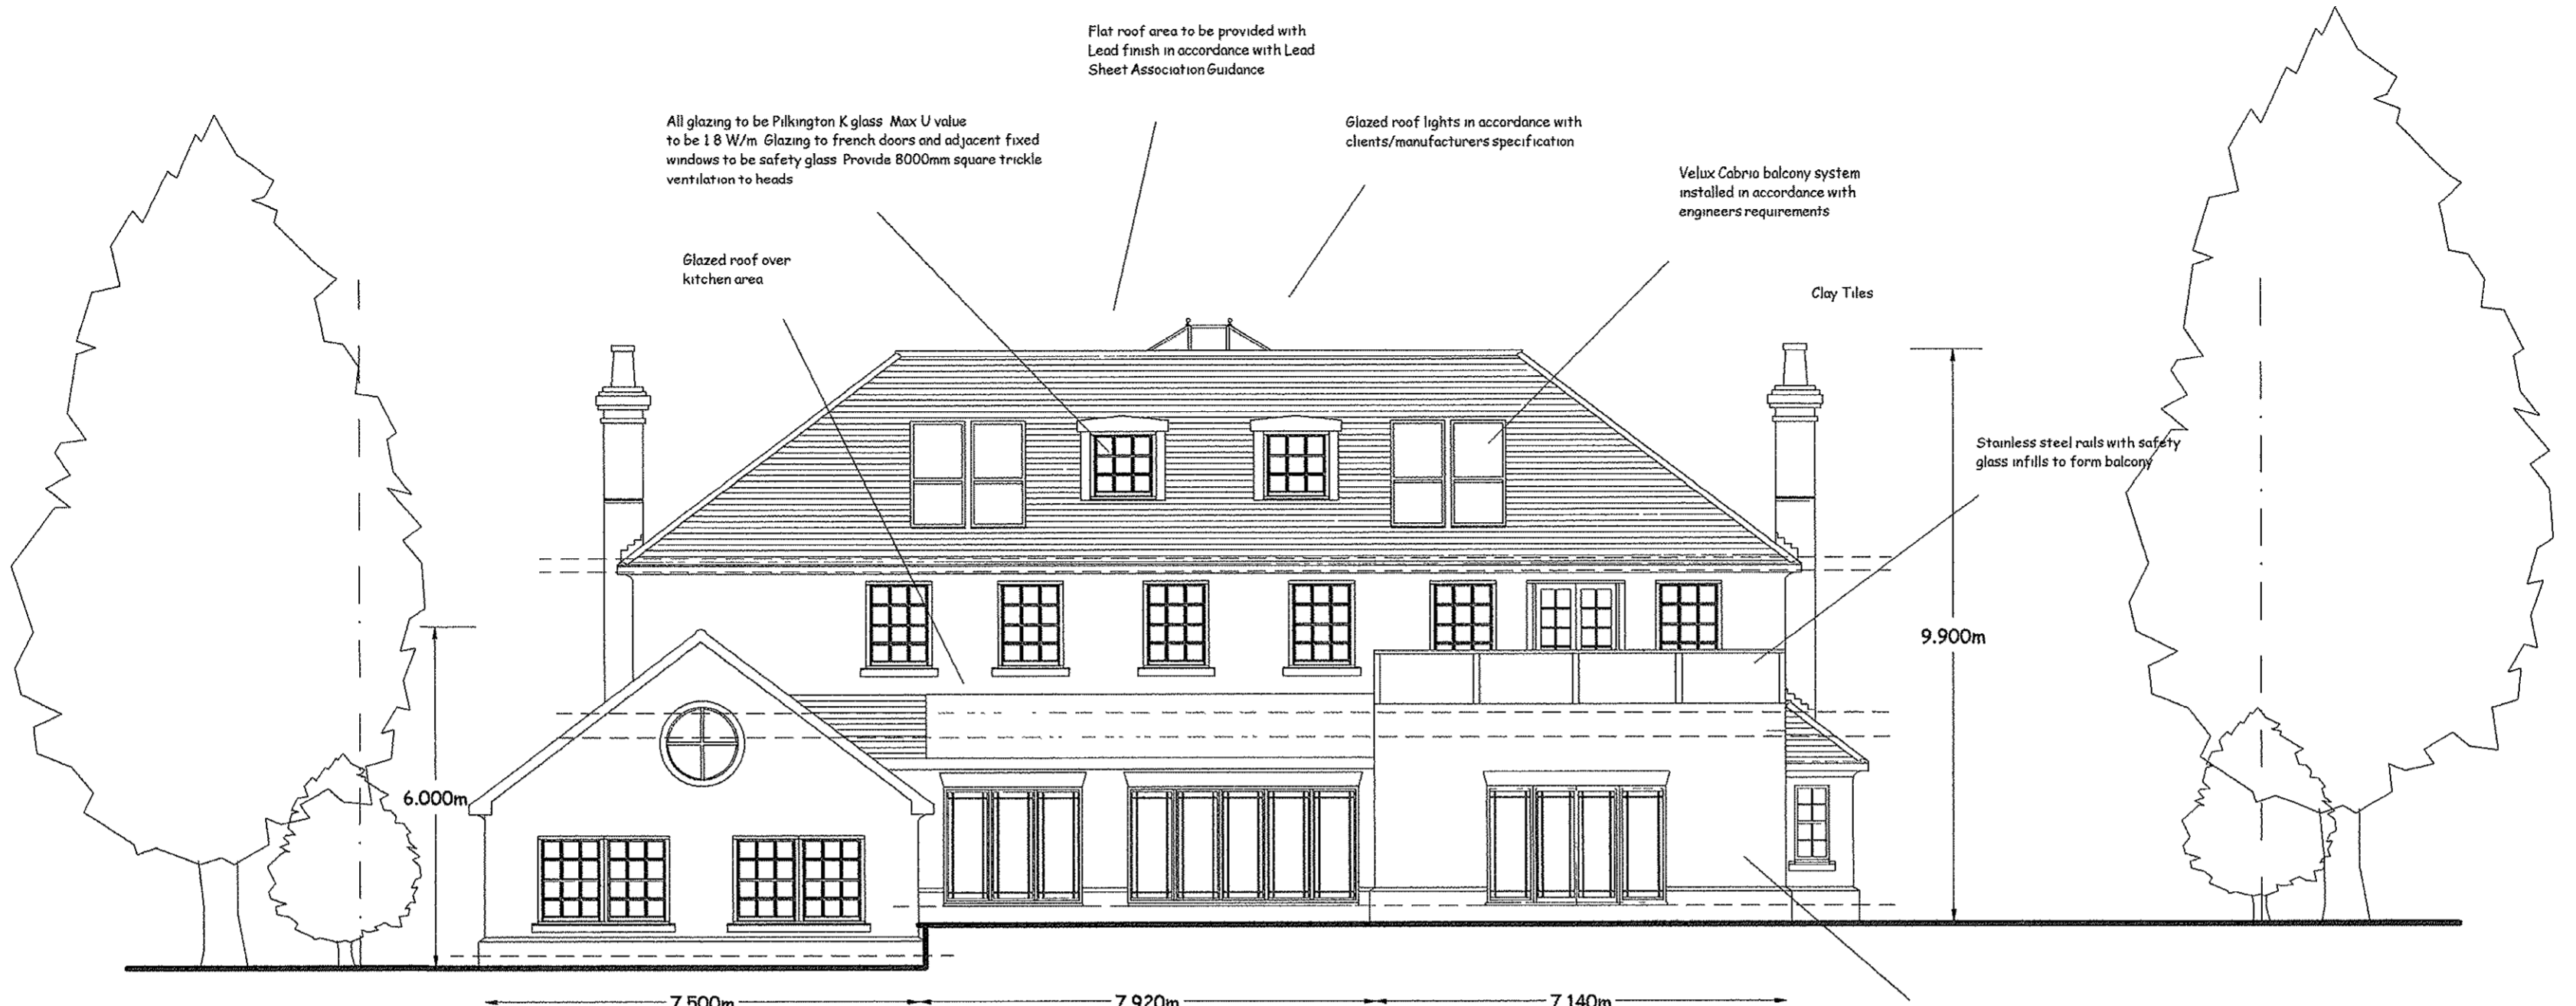 Flat roof area to be provided with
Lead finish in accordance with Lead
Sheet Association Guidance
All glazing to be Pilkington K glass Max U value
to be 1 8 W/m Glazing to french doors and adjacent fixed
windows to be safety glass Provide 8000mm square trickle
ventilation to heads
Glazed roof lights in accordance with
clients/manufacturers specification
Velux Cabrio balcony system
installed in accordance with
engineers requirements
Glazed roof over
kitchen area
Clay Tiles
Stainless steel rails with safety
glass infills to form balcony
9.900m
6.000m
7.500m
7.920m
7.140m